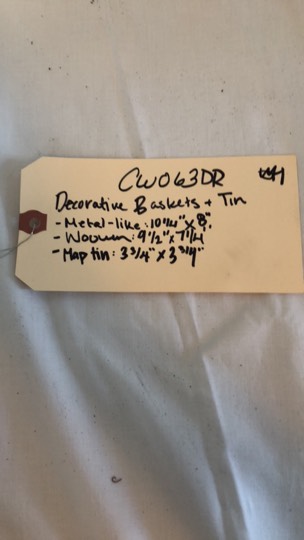 CW063DR
Decorative Baskets + Tin
- Metal-like: 10 1/4" x 8".
- Woven: 9 1/2" x 7 1/4"
- Map tin: 3 3/4" x 3 3/4"